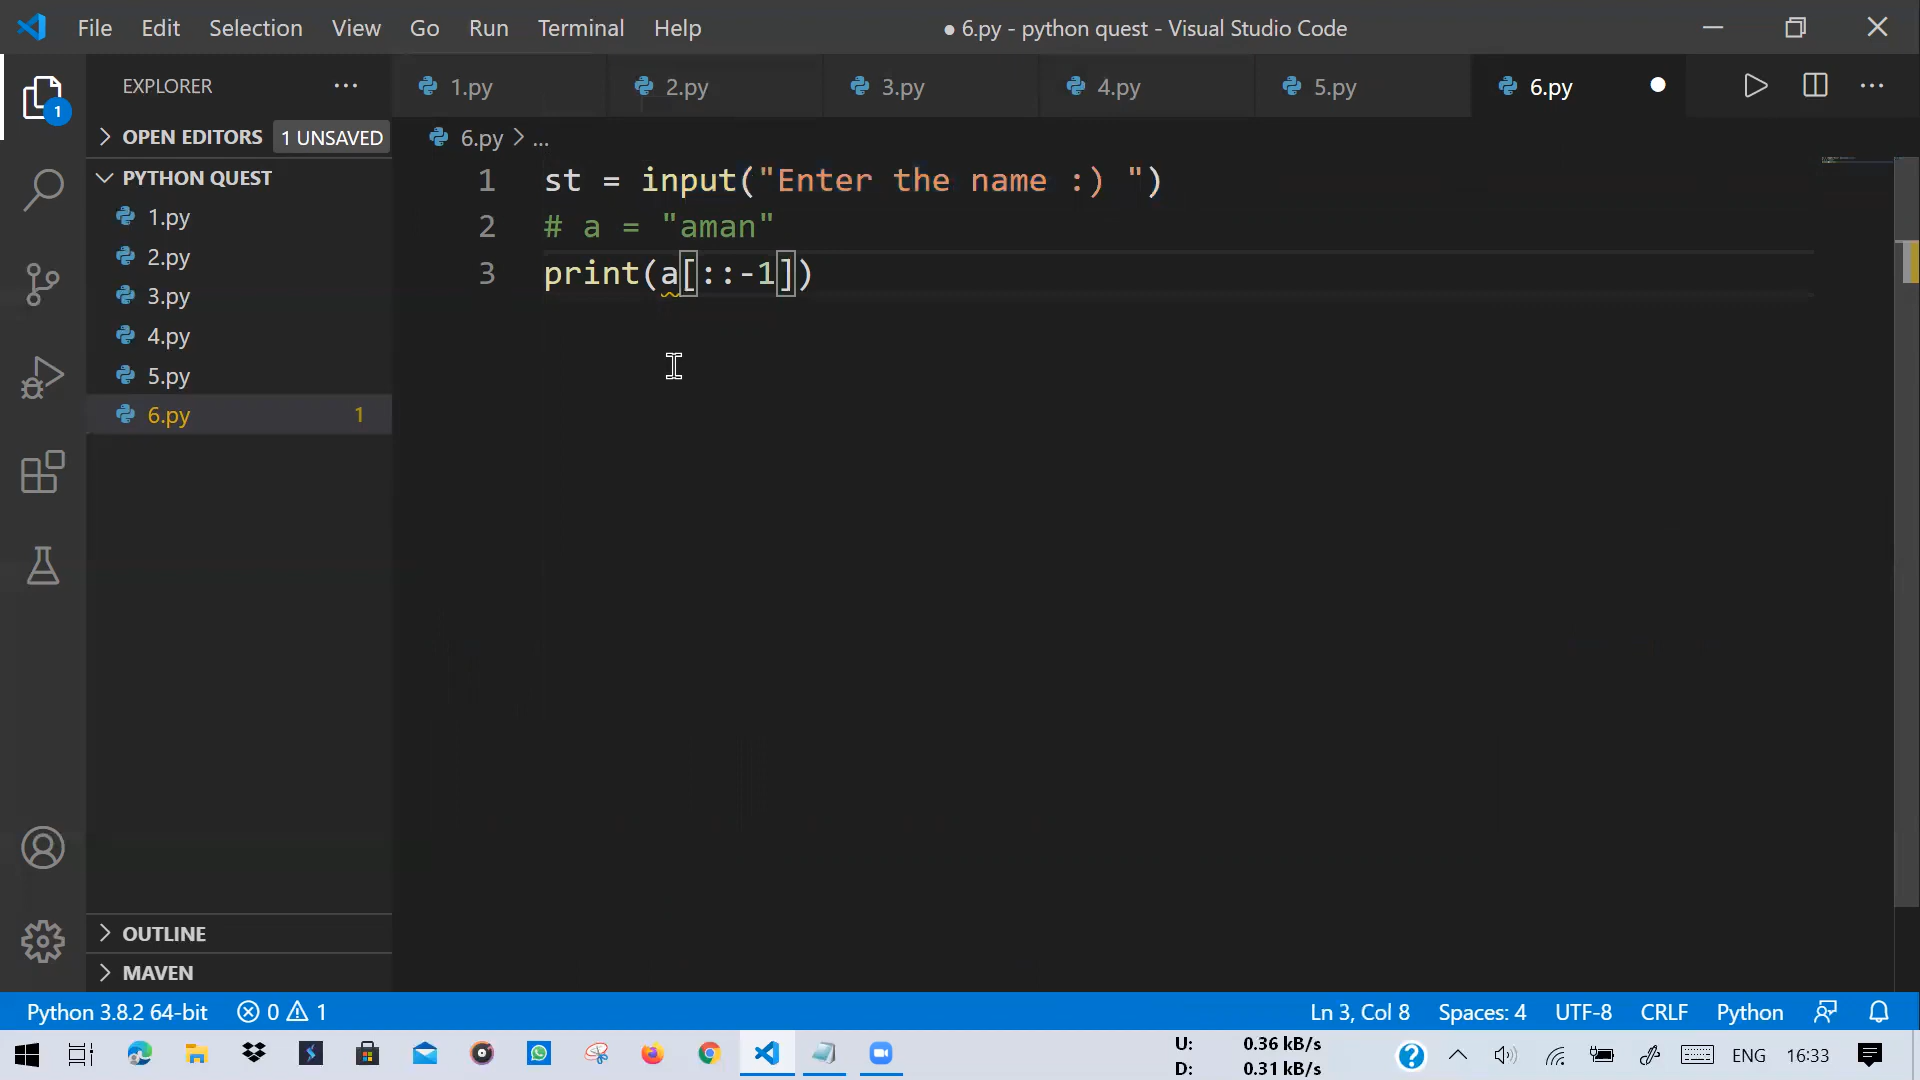 File Edit Selection View Go Run Terminal Help
● 6.py - python quest - Visual Studio Code
EXPLORER ...
1
OPEN EDITORS 1 UNSAVED
PYTHON QUEST
1.py
2.py
3.py
4.py
5.py
6.py 1
OUTLINE
MAVEN
1.py 2.py 3.py 4.py 5.py 6.py
6.py > ...
1 st = input("Enter the name :) ")
2 # a = "aman"
3 print(a[::-1])
Python 3.8.2 64-bit 0 1
Ln 3, Col 8 Spaces: 4 UTF-8 CRLF Python
U: 0.36 kB/s
D: 0.31 kB/s
ENG 16:33